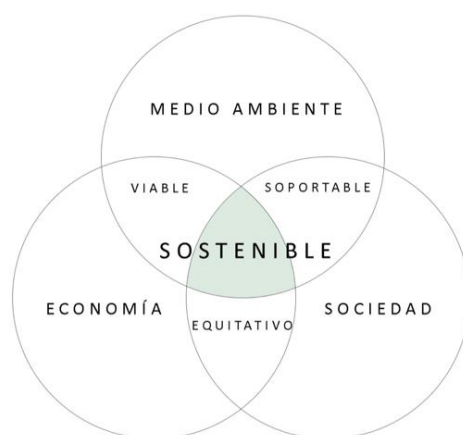 MEDIO AMBIENTE
VIABLE
SOPORTABLE
SOSTENIBLE
ECONOMÍA
SOCIEDAD
EQUITATIVO